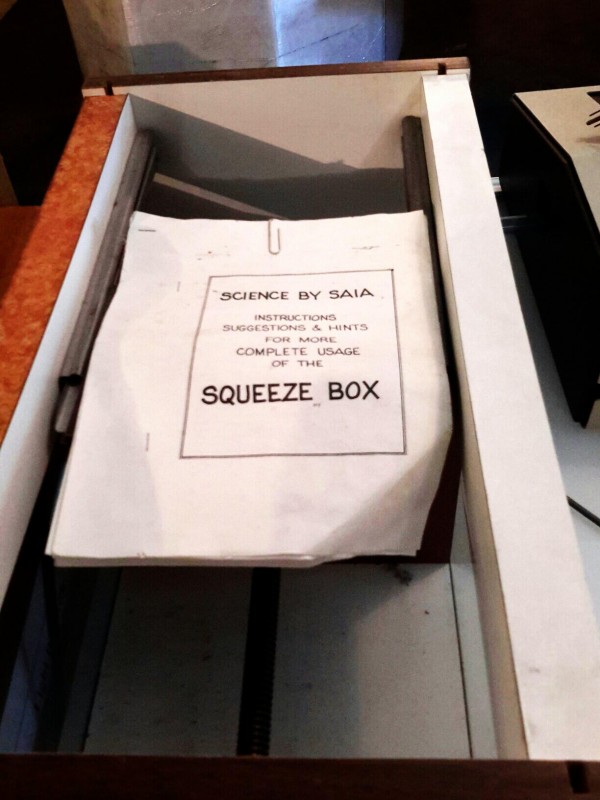 SCIENCE BY SAIA
INSTRUCTIONS
SUGGESTIONS & HINTS
FOR MORE
COMPLETE USAGE
OF THE
SQUEEZE BOX